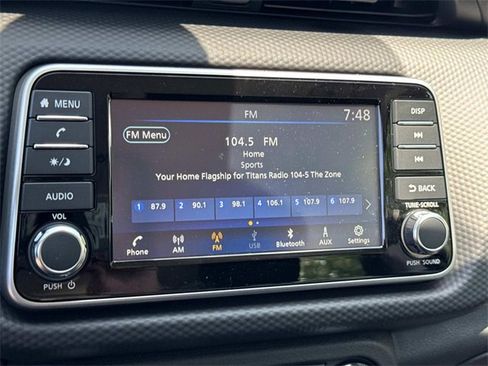 MENU
AUDIO
VOL
PUSH
FM
7:48
FM Menu
104.5 FM
Home
Sports
Your Home Flagship for Titans Radio 104-5 The Zone
1 87.9 2 90.1 3 98.1 4 106.1 5 107.9 6 107.9
Phone AM FM USB Bluetooth AUX Settings
DISP
BACK
TUNE·SCROLL
PUSH SOUND